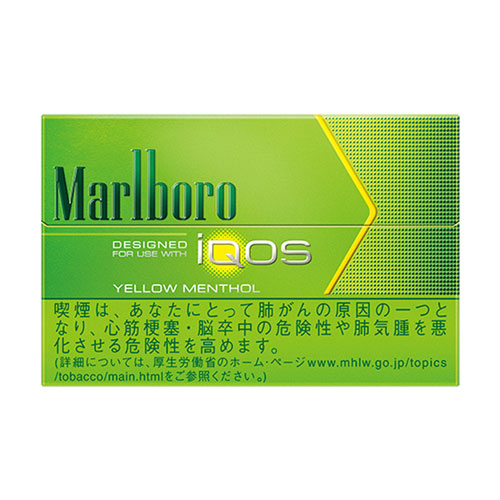 Marlboro
DESIGNED
FOR USE WITH
iQOS
YELLOW MENTHOL
喫煙は、あなたにとって肺がんの原因の一つと
なり、心筋梗塞・脳卒中の危険性や肺気腫を悪
化させる危険性を高めます。
(詳細については、厚生労働省のホーム・ページwww.mhlw.go.jp/topics
/tobacco/main.htmlをご参照ください。)